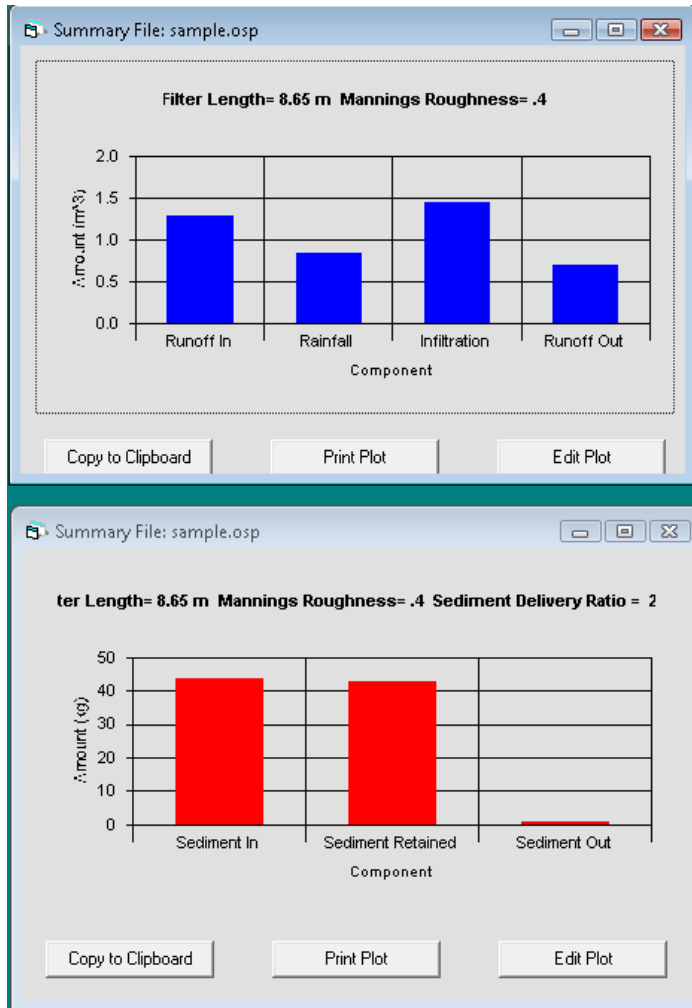 Summary File: sample.osp
Filter Length= 8.65 m Mannings Roughness= .4
2.0
1.5
1.0
0.5
0.0
Amount (m^3)
Runoff In Rainfall Infiltration Runoff Out
Component
Copy to Clipboard Print Plot Edit Plot
Summary File: sample.osp
ter Length= 8.65 m Mannings Roughness= .4 Sediment Delivery Ratio = 2
50
40
30
20
10
0
Amount (kg)
Sediment In Sediment Retained Sediment Out
Component
Copy to Clipboard Print Plot Edit Plot